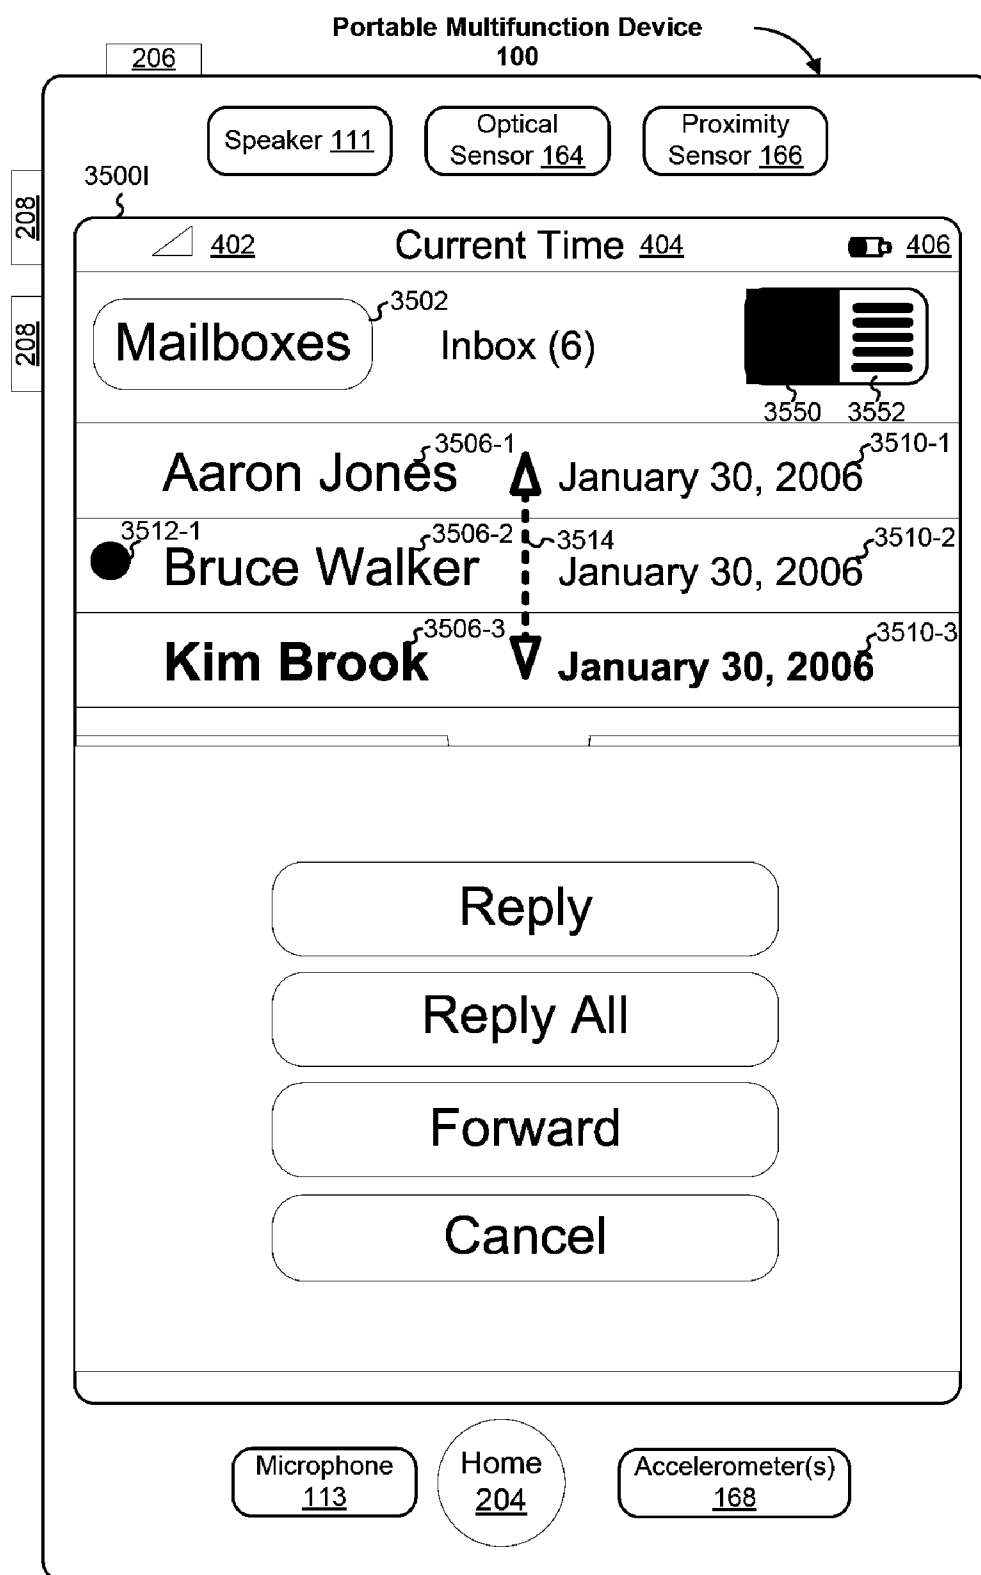 Portable Multifunction Device
100
206
Speaker 111
Optical
Sensor 164
Proximity
Sensor 166
3500I
208
208
402
Current Time 404
406
Mailboxes
3502
Inbox (6)
3550
3552
Aaron Jones
3506-1
January 30, 2006
3510-1
3512-1
Bruce Walker
3506-2
3514
January 30, 2006
3510-2
Kim Brook
3506-3
January 30, 2006
3510-3
Reply
Reply All
Forward
Cancel
Microphone
113
Home
204
Accelerometer(s)
168